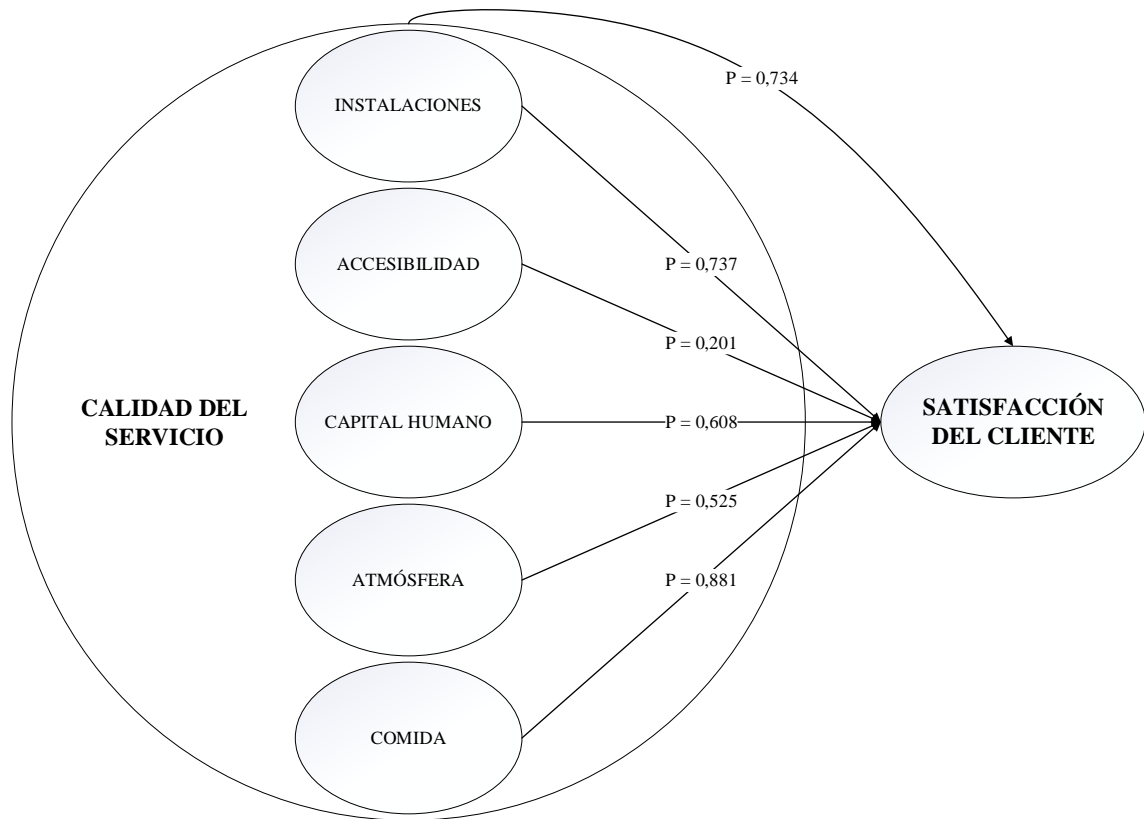 P = 0,734
INSTALACIONES
P = 0,737
ACCESIBILIDAD
P = 0,201
CALIDAD DEL
SERVICIO
CAPITAL HUMANO
P = 0,608
SATISFACCIÓN
DEL CLIENTE
P = 0,525
ATMÓSFERA
P = 0,881
COMIDA